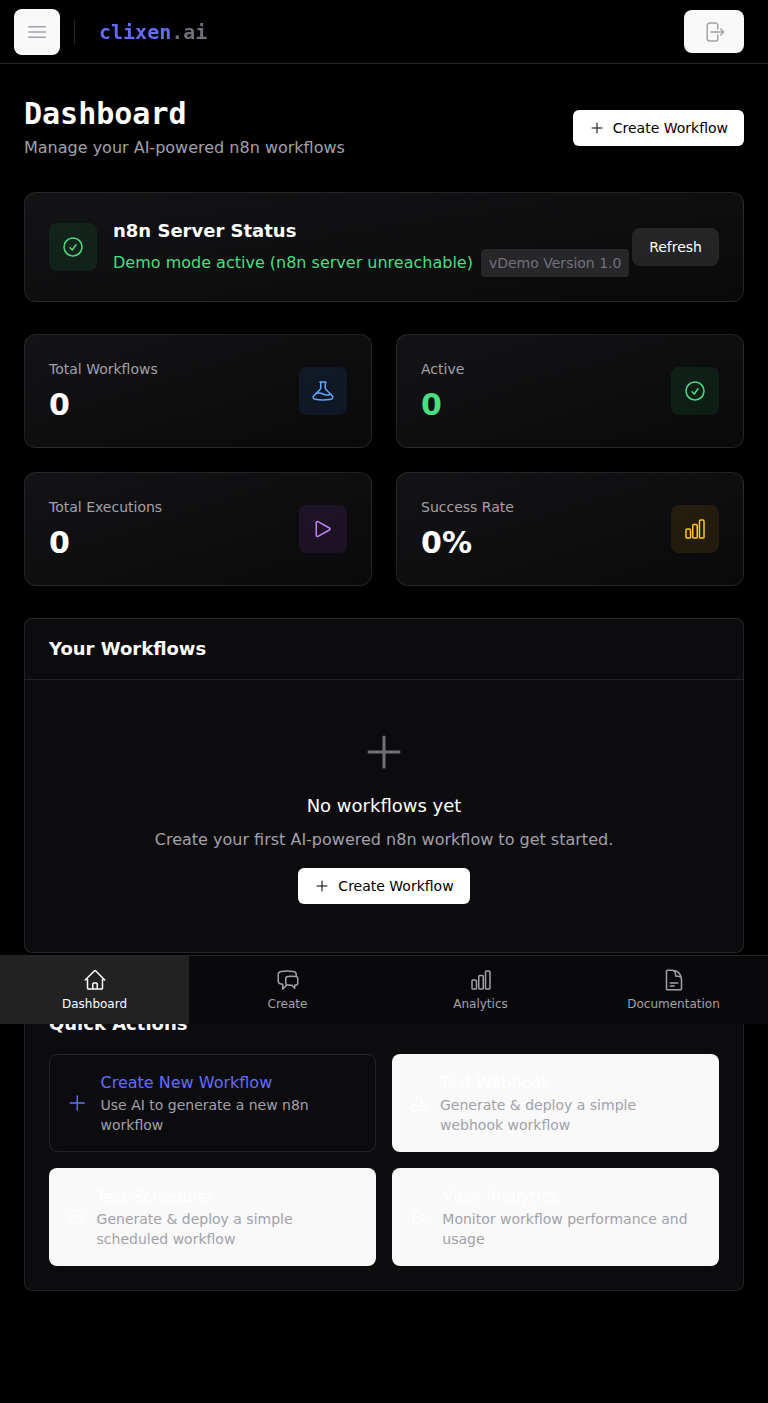 clixen.ai
Dashboard
Manage your AI-powered n8n workflows
Create Workflow
n8n Server Status
Demo mode active (n8n server unreachable)
vDemo Version 1.0
Refresh
Total Workflows
0
Active
0
Total Executions
0
Success Rate
0%
Your Workflows
No workflows yet
Create your first AI-powered n8n workflow to get started.
Create Workflow
Dashboard
Create
Analytics
Documentation
Quick Actions
Create New Workflow
Use AI to generate a new n8n
workflow
Test Webhook
Generate & deploy a simple
webhook workflow
Test Scheduler
Generate & deploy a simple
scheduled workflow
View Analytics
Monitor workflow performance and
usage